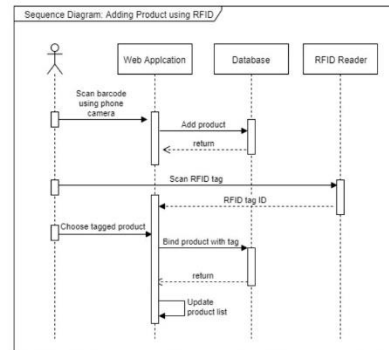 Sequence Diagram: Adding Product using RFID
Web Application
Database
RFID Reader
Scan barcode
using phone
camera
Add product
return
Scan RFID tag
RFID tag ID
Choose tagged product
Bind product with tag
return
Update
product list